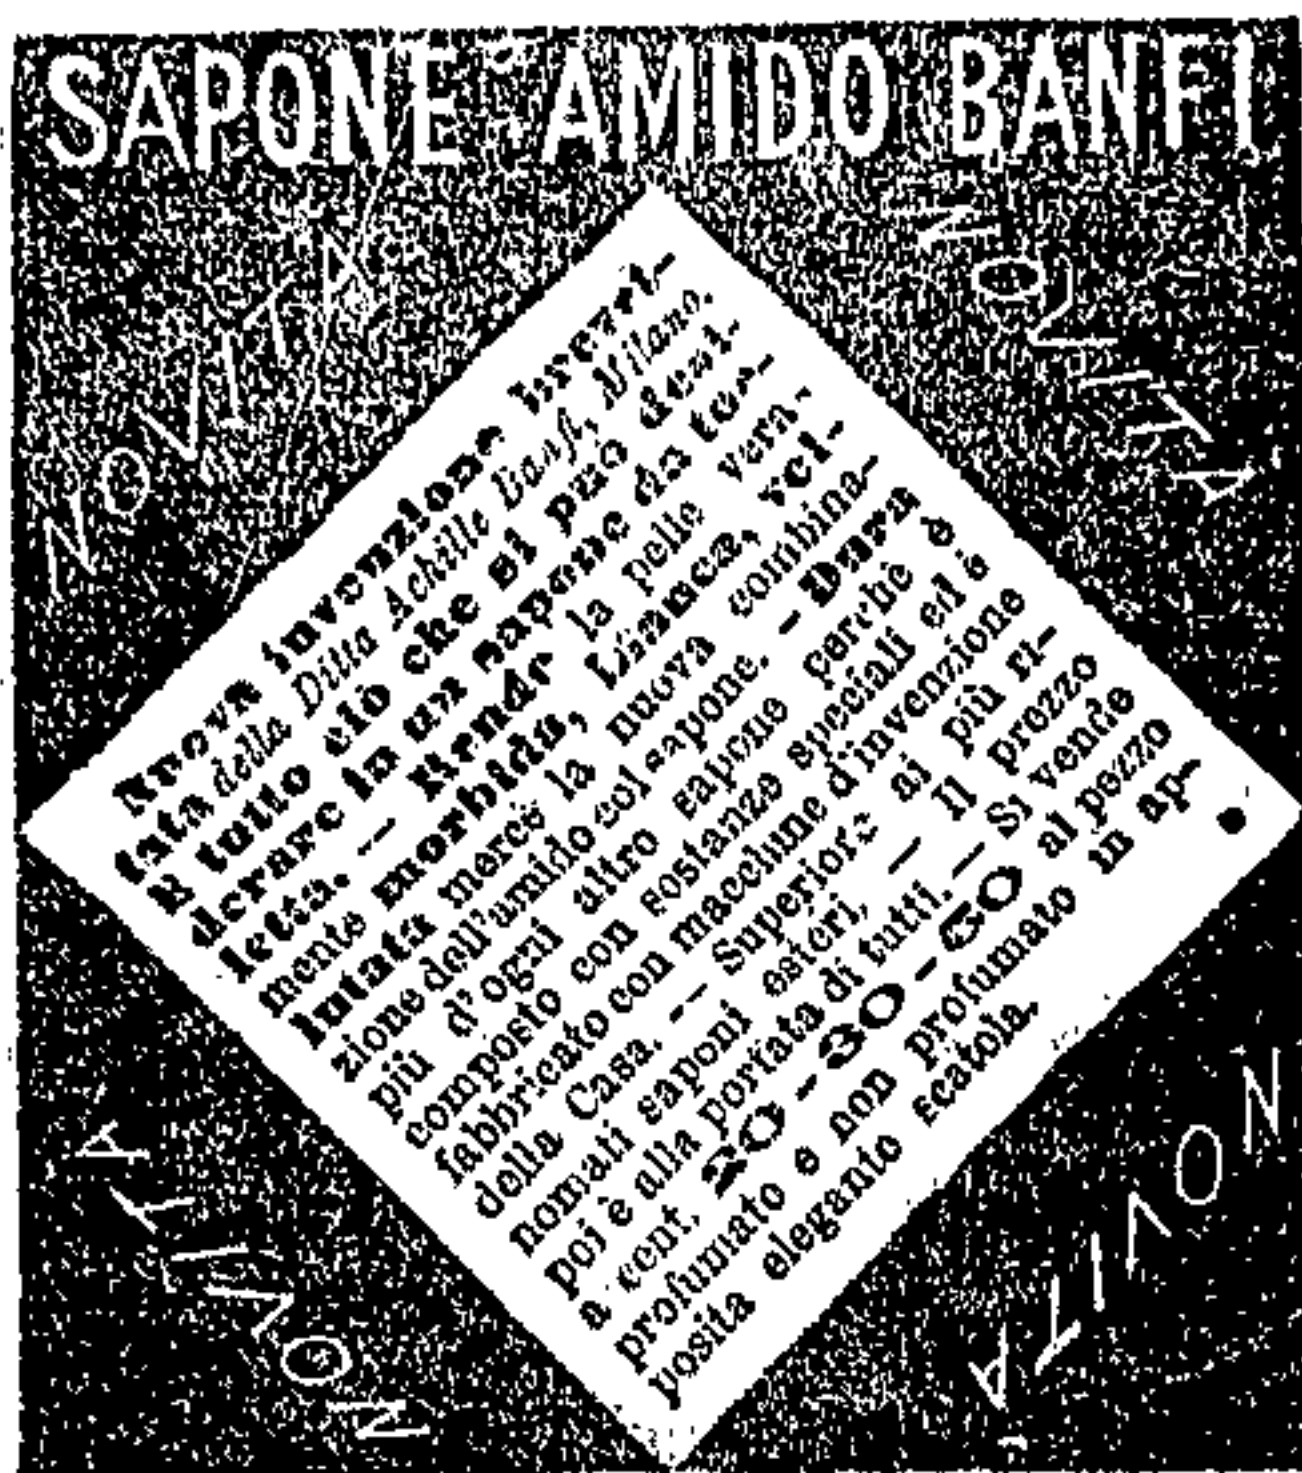 SAPONE AMIDO BANFI
NOVITÀ
NOVITÀ
Nuova invenzione brevet-
tata della Ditta Achille Banfi, Milano.
È tutto ciò che si può desi-
derare in un sapone da toe-
letta. — Rende la pelle vera-
mente morbida, bianca, vel-
lutata mercè la nuova combina-
zione dell'amido col sapone. — Dura
più d'ogni altro sapone perchè è
composto con sostanze speciali ed è
fabbricato con macchine d'invenzione
della Casa. — Superiore ai più ri-
nomati saponi esteri, — Il prezzo
poi è alla portata di tutti. — Si vende
a cent. 20 - 30 - 50 al pezzo
profumato e non profumato in ap-
posita elegante scatola.
NOVITÀ
NOVITÀ